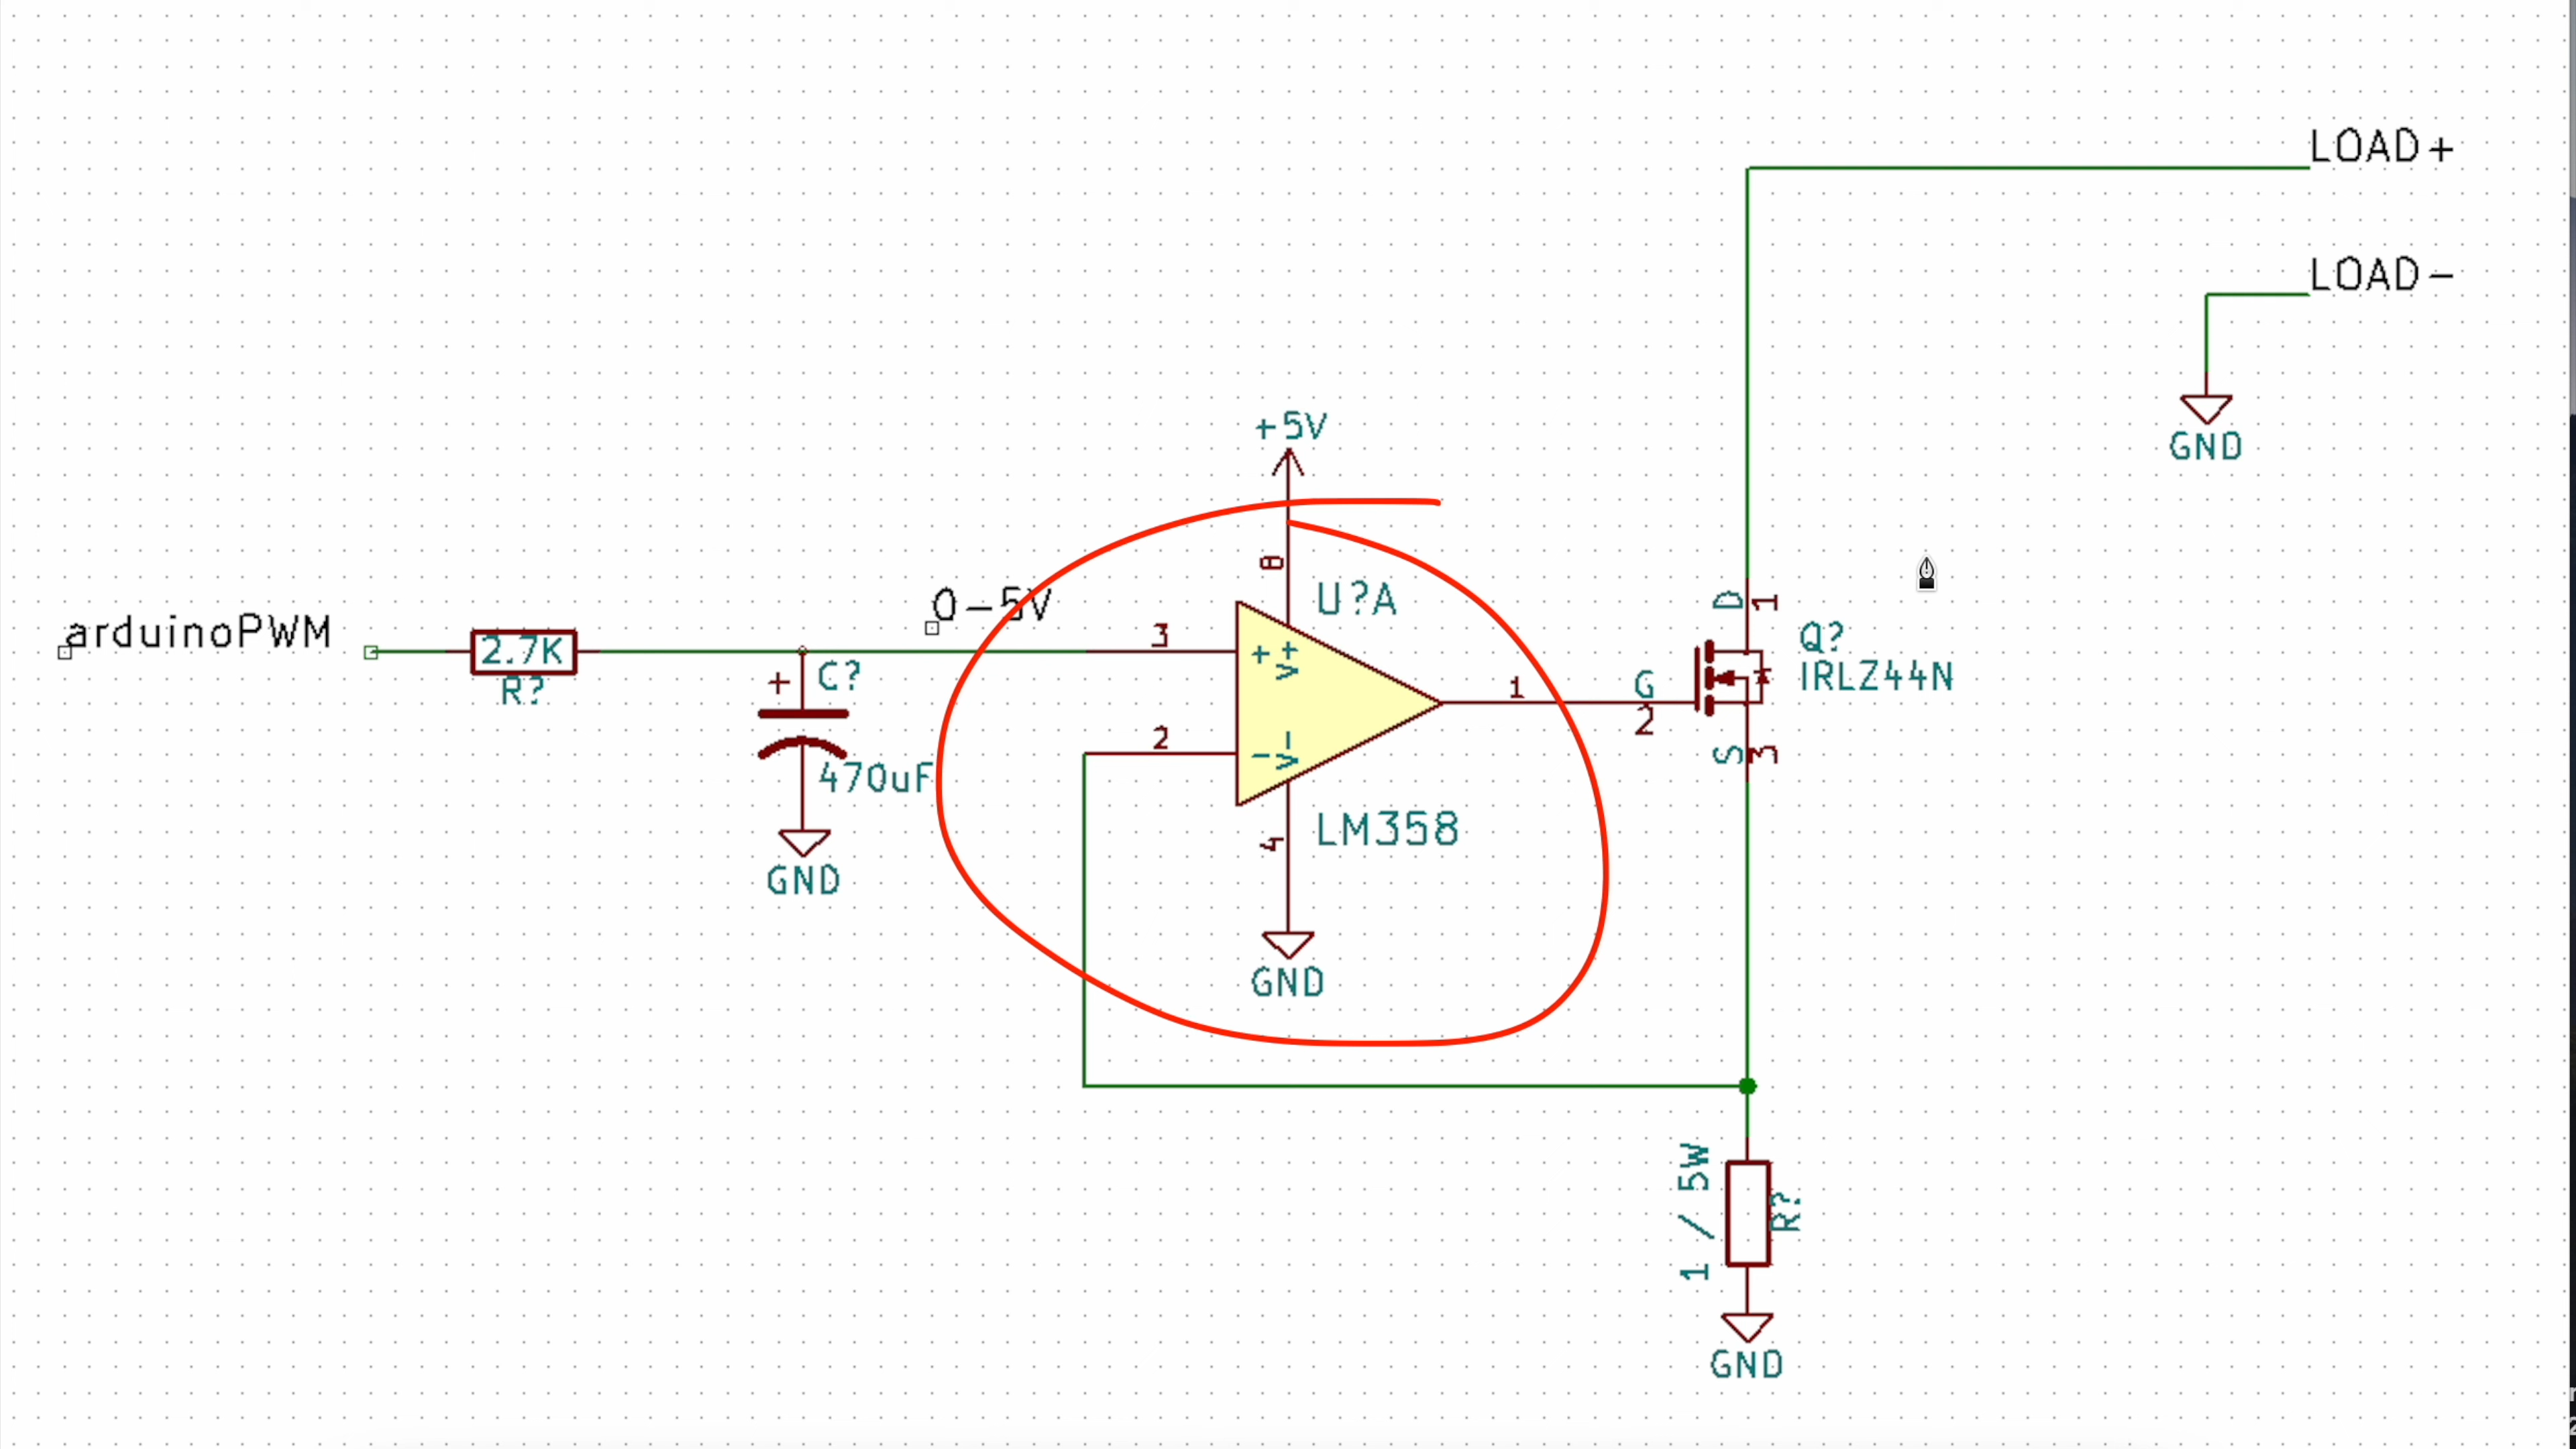 LOAD+
LOAD-
GND
+5V
8
U?A
0-5V
arduinoPWM
2.7K
R?
+
C?
470uF
GND
3
+
V+
2
-
V-
1
4
LM358
GND
D
1
G
2
Q?
IRLZ44N
S
3
1 / 5W
R?
GND